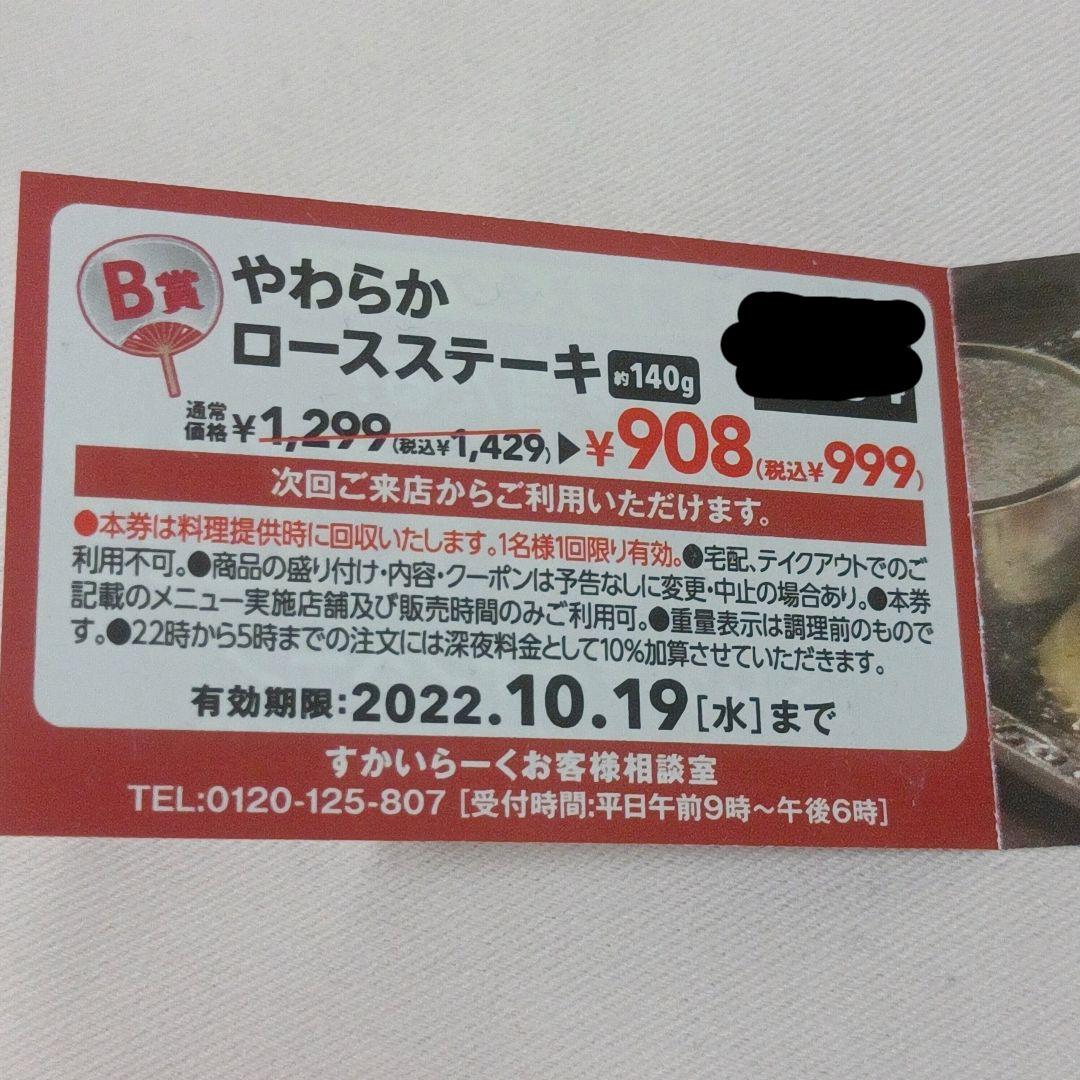 B賞
やわらか
ロースステーキ 約140g
通常価格 ¥1,299(税込¥1,429)▶¥908(税込¥999)
次回ご来店からご利用いただけます。
●本券は料理提供時に回収いたします。1名様1回限り有効。●宅配、テイクアウトでのご
利用不可。●商品の盛り付け・内容・クーポンは予告なしに変更・中止の場合あり。●本券
記載のメニュー実施店舗及び販売時間のみご利用可。●重量表示は調理前のもので
す。●22時から5時までの注文には深夜料金として10%加算させていただきます。
有効期限:2022.10.19[水]まで
すかいらーくお客様相談室
TEL:0120-125-807 [受付時間:平日午前9時～午後6時]